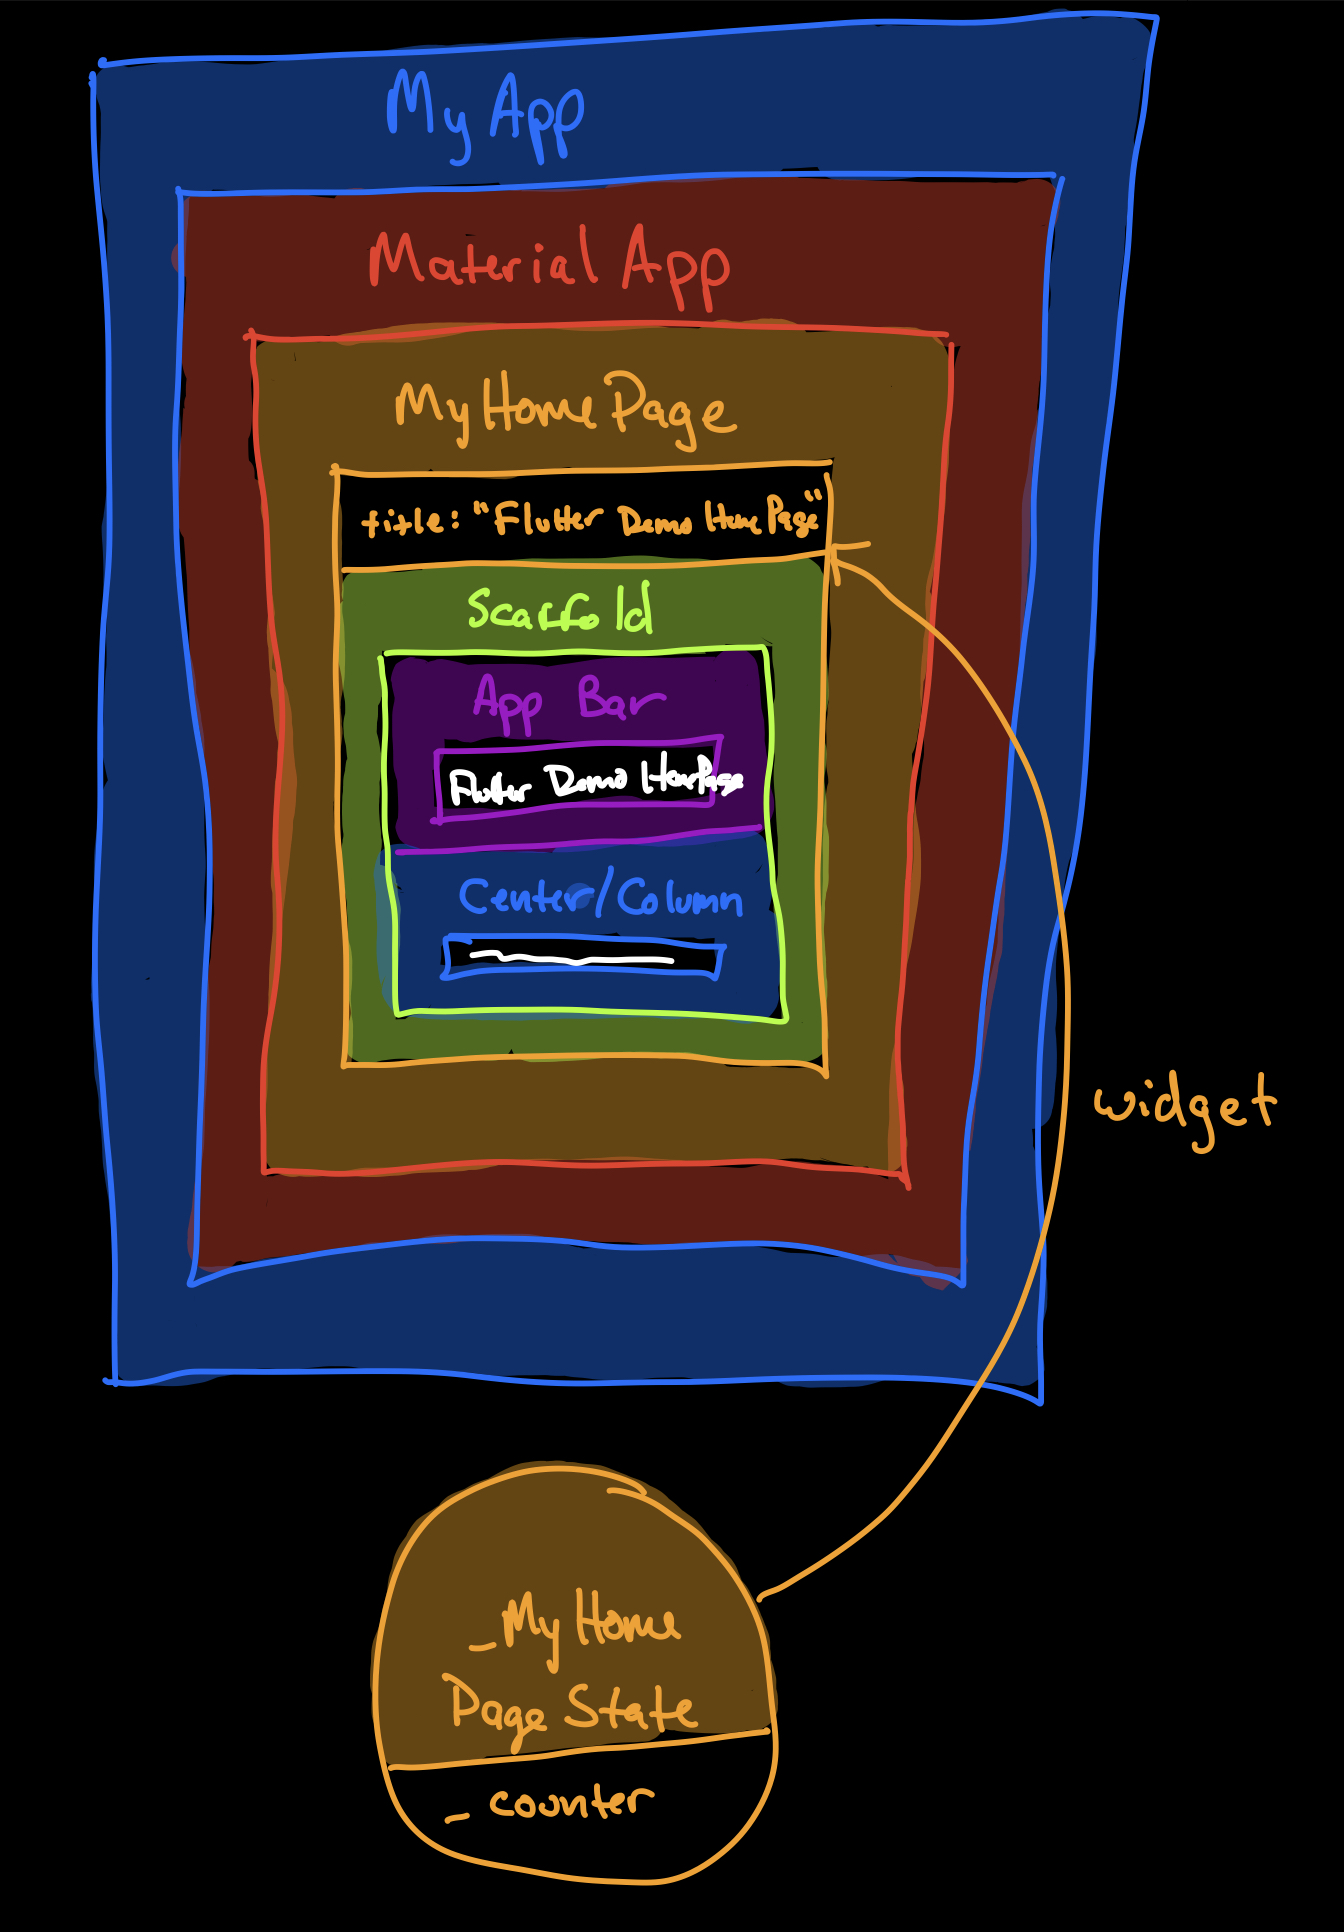 My App
Material App
My Home Page
title: "Flutter Demo Home Page"
Scaffold
App Bar
Flutter Demo HomePage
Center/Column
widget
_My Home
Page State
_ counter